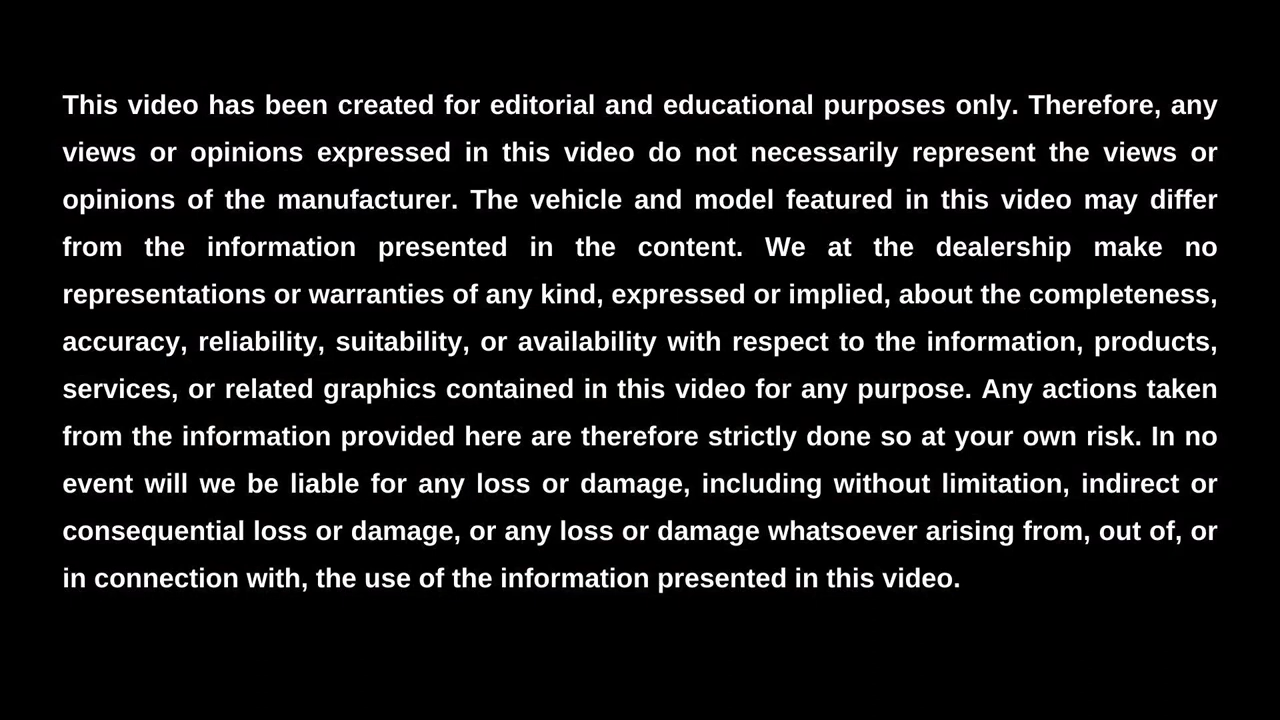 This video has been created for editorial and educational purposes only. Therefore, any
views or opinions expressed in this video do not necessarily represent the views or
opinions of the manufacturer. The vehicle and model featured in this video may differ
from the information presented in the content. We at the dealership make no
representations or warranties of any kind, expressed or implied, about the completeness,
accuracy, reliability, suitability, or availability with respect to the information, products,
services, or related graphics contained in this video for any purpose. Any actions taken
from the information provided here are therefore strictly done so at your own risk. In no
event will we be liable for any loss or damage, including without limitation, indirect or
consequential loss or damage, or any loss or damage whatsoever arising from, out of, or
in connection with, the use of the information presented in this video.